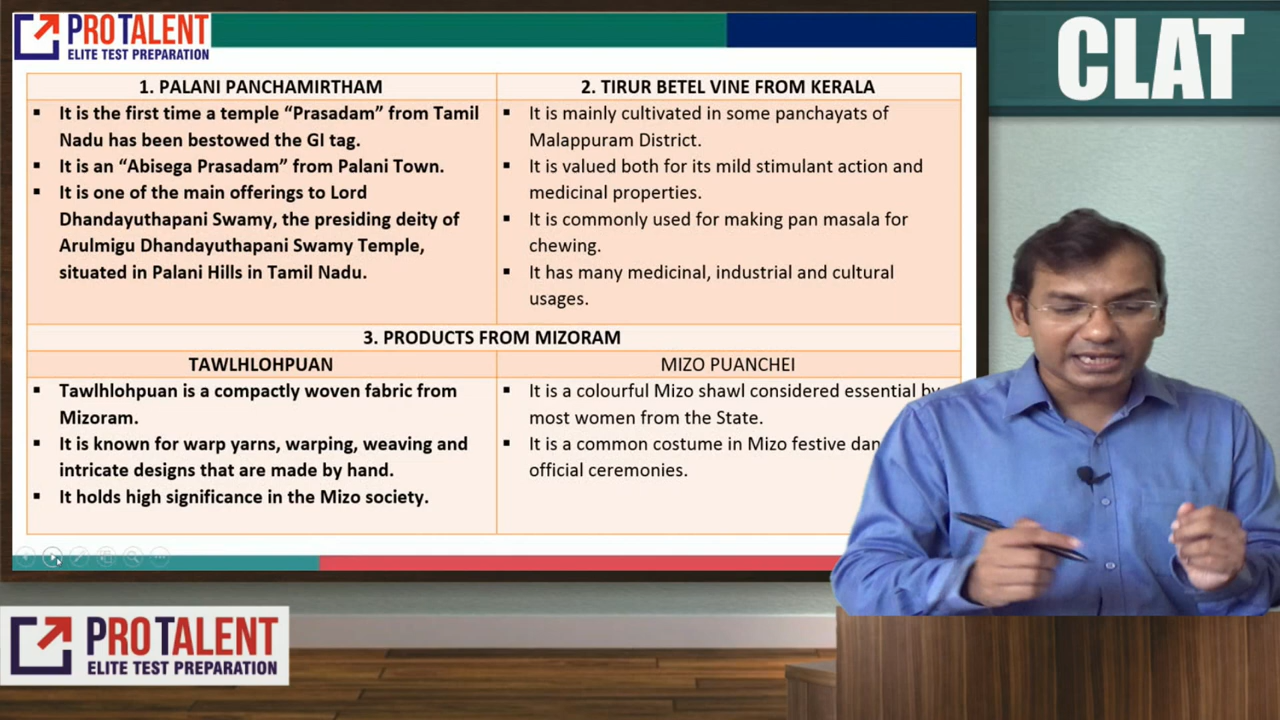 PROTALENT
ELITE TEST PREPARATION
CLAT
1. PALANI PANCHAMIRTHAM
▪ It is the first time a temple “Prasadam” from Tamil
Nadu has been bestowed the GI tag.
▪ It is an “Abisega Prasadam” from Palani Town.
▪ It is one of the main offerings to Lord
Dhandayuthapani Swamy, the presiding deity of
Arulmigu Dhandayuthapani Swamy Temple,
situated in Palani Hills in Tamil Nadu.
2. TIRUR BETEL VINE FROM KERALA
▪ It is mainly cultivated in some panchayats of
Malappuram District.
▪ It is valued both for its mild stimulant action and
medicinal properties.
▪ It is commonly used for making pan masala for
chewing.
▪ It has many medicinal, industrial and cultural
usages.
3. PRODUCTS FROM MIZORAM
TAWLHLOHPUAN
▪ Tawlhlohpuan is a compactly woven fabric from
Mizoram.
▪ It is known for warp yarns, warping, weaving and
intricate designs that are made by hand.
▪ It holds high significance in the Mizo society.
MIZO PUANCHEI
▪ It is a colourful Mizo shawl considered essential by
most women from the State.
▪ It is a common costume in Mizo festive
official ceremonies.
PROTALENT
ELITE TEST PREPARATION